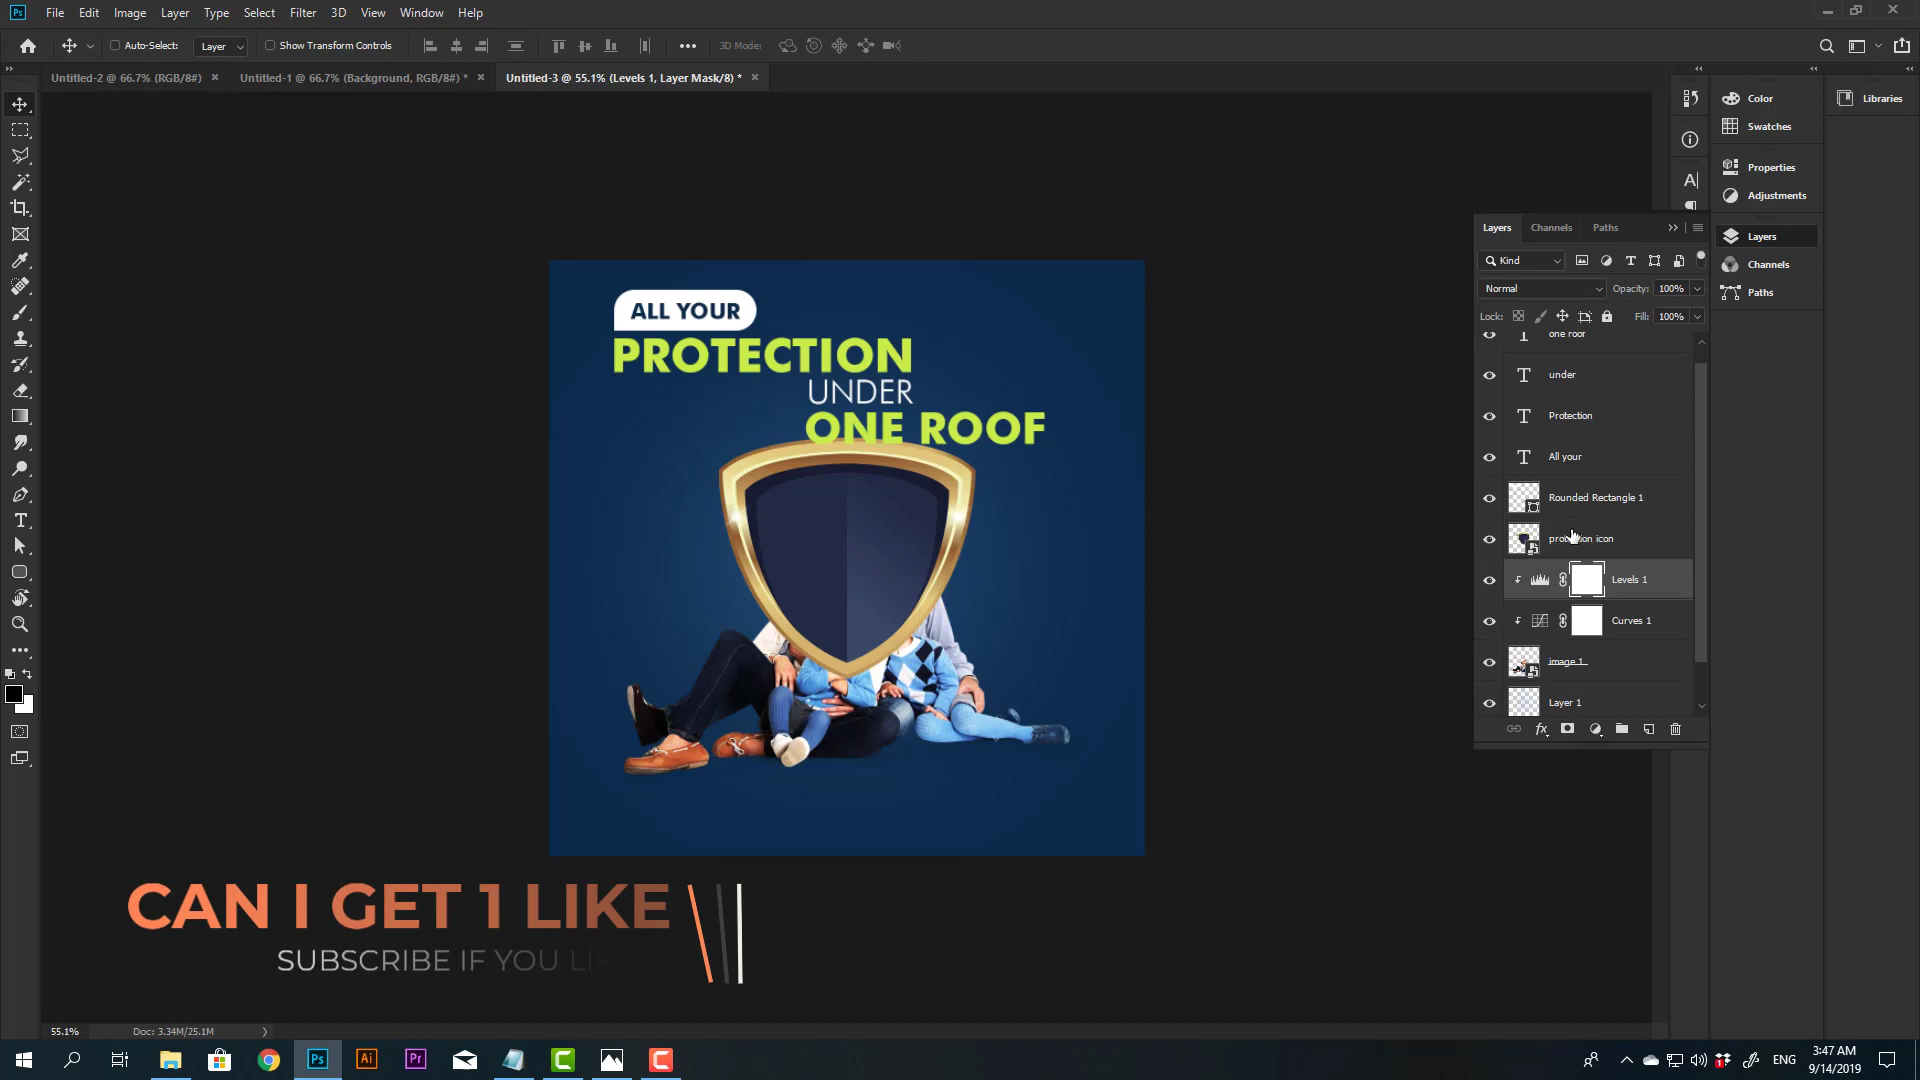 Ps File Edit Image Layer Type Select Filter 3D View Window Help
Auto-Select: Layer Show Transform Controls 3D Mode:
Untitled-2 @ 66.7% (RGB/8#) × Untitled-1 @ 66.7% (Background, RGB/8#) * × Untitled-3 @ 55.1% (Levels 1, Layer Mask/8) * ×
Color
Swatches
Properties
Adjustments
Layers
Channels
Paths
Libraries
Layers Channels Paths
Kind
Normal Opacity: 100%
Lock: Fill: 100%
one roof
under
Protection
All your
Rounded Rectangle 1
Levels 1
Curves 1
image 1
Layer 1
fx
ALL YOUR
PROTECTION
UNDER
ONE ROOF
CAN I GET 1 LIKE
SUBSCRIBE IF YOU
55.1% Doc: 3.34M/25.1M
Ps Ai Pr
ENG
3:47 AM
9/14/2019